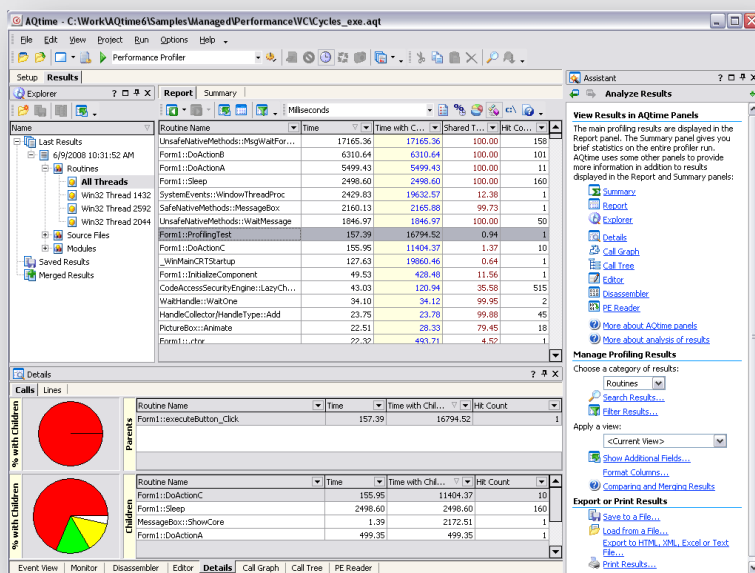 AQtime - C:\Work\AQtime6\Samples\Managed\Performance\VC\Cycles_exe.aqt
File Edit View Project Run Options Help
Performance Profiler
Setup Results
Explorer
Name
Last Results
6/9/2008 10:31:52 AM
Routines
All Threads
Win32 Thread 1432
Win32 Thread 2592
Win32 Thread 2044
Source Files
Modules
Saved Results
Merged Results
Report Summary
Milliseconds
Routine Name Time Time with C... Shared T... Hit Co...
UnsafeNativeMethods::MsgWaitFor... 17165.36 17165.36 100.00 158
Form1::DoActionB 6310.64 6310.64 100.00 101
Form1::DoActionA 5499.43 5499.43 100.00 11
Form1::Sleep 2498.60 2498.60 100.00 160
SystemEvents::WindowThreadProc 2429.83 19632.57 12.38 1
SafeNativeMethods::MessageBox 2160.13 2165.88 99.73 1
UnsafeNativeMethods::WaitMessage 1846.97 1846.97 100.00 50
Form1::ProfilingTest 157.39 16794.52 0.94 1
Form1::DoActionC 155.95 11404.37 1.37 10
_WinMainCRTStartup 127.63 19860.46 0.64 1
Form1::InitializeComponent 49.53 428.48 11.56 1
CodeAccessSecurityEngine::LazyCh... 43.03 120.94 35.58 515
WaitHandle::WaitOne 34.10 34.12 99.95 2
HandleCollector/HandleType::Add 23.75 23.78 99.88 45
PictureBox::Animate 22.51 28.33 79.45 18
Form1::.ctor 22.32 493.71 4.52 1
Details
Calls Lines
% with Children
Parents
Routine Name Time Time with Chil... Hit Count
Form1::executeButton_Click 157.39 16794.52 1
% with Children
Children
Routine Name Time Time with Chil... Hit Count
Form1::DoActionC 155.95 11404.37 10
Form1::Sleep 2498.60 2498.60 160
MessageBox::ShowCore 1.39 2172.51 1
Form1::DoActionA 499.35 499.35 1
Event View Monitor Disassembler Editor Details Call Graph Call Tree PE Reader
Assistant
Analyze Results
View Results in AQtime Panels
The main profiling results are displayed in the
Report panel. The Summary panel gives you
brief statistics on the entire profiler run.
AQtime uses some other panels to provide
more information in addition to results
displayed in the Report and Summary panels:
Summary
Report
Explorer
Details
Call Graph
Call Tree
Editor
Disassembler
PE Reader
More about AQtime panels
More about analysis of results
Manage Profiling Results
Choose a category of results:
Routines
Search Results...
Filter Results...
Apply a view:
<Current View>
Show Additional Fields...
Format Columns...
Comparing and Merging Results
Export or Print Results
Save to a File...
Load from a File...
Export to HTML, XML, Excel or Text
File...
Print Results...